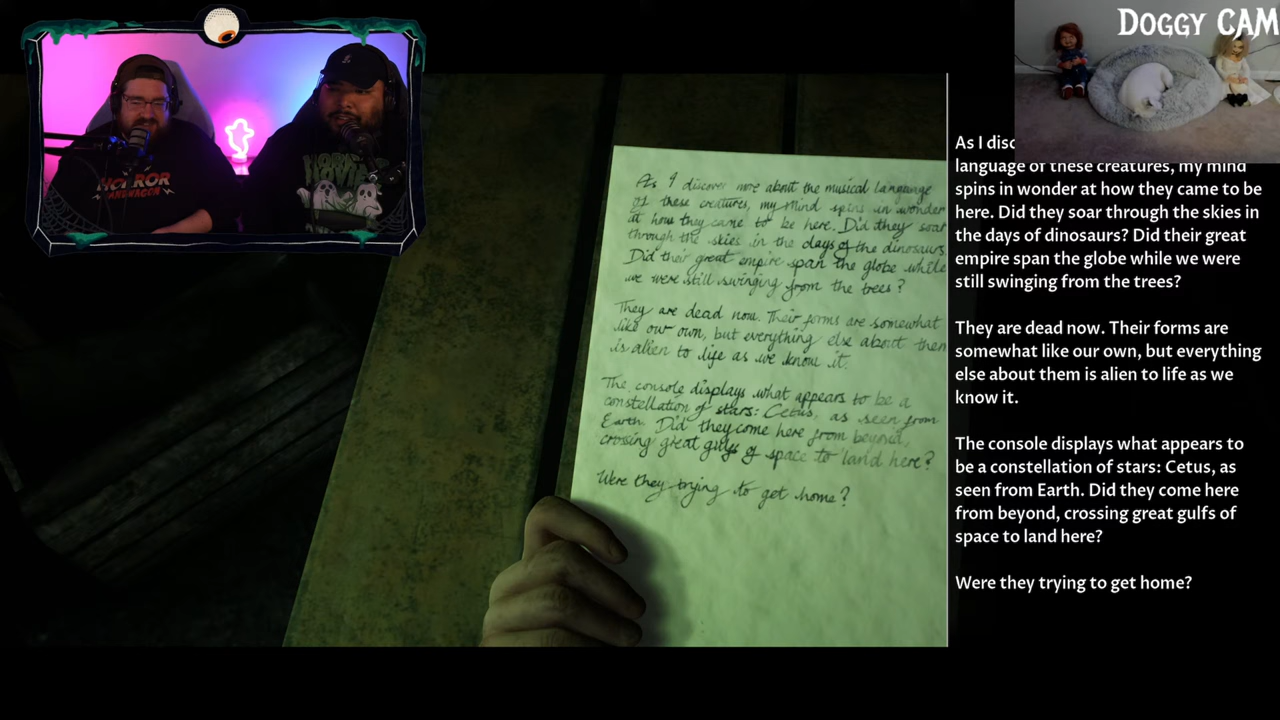 DOGGY CAM
HORROR
BANDWAGON
HORROR
MOVIES
As I discover more about the musical language
of these creatures, my mind spins in wonder
at how they came to be here. Did they soar
through the skies in the days of the dinosaurs
Did their great empire span the globe while
we were still swinging from the trees?
They are dead now. Their forms are somewhat
like our own, but everything else about them
is alien to life as we know it.
The console displays what appears to be a
constellation of stars: Cetus, as seen from
Earth. Did they come here from beyond,
crossing great gulfs of space to land here?
Were they trying to get home?
As I disc
language of these creatures, my mind
spins in wonder at how they came to be
here. Did they soar through the skies in
the days of dinosaurs? Did their great
empire span the globe while we were
still swinging from the trees?
They are dead now. Their forms are
somewhat like our own, but everything
else about them is alien to life as we
know it.
The console displays what appears to
be a constellation of stars: Cetus, as
seen from Earth. Did they come here
from beyond, crossing great gulfs of
space to land here?
Were they trying to get home?